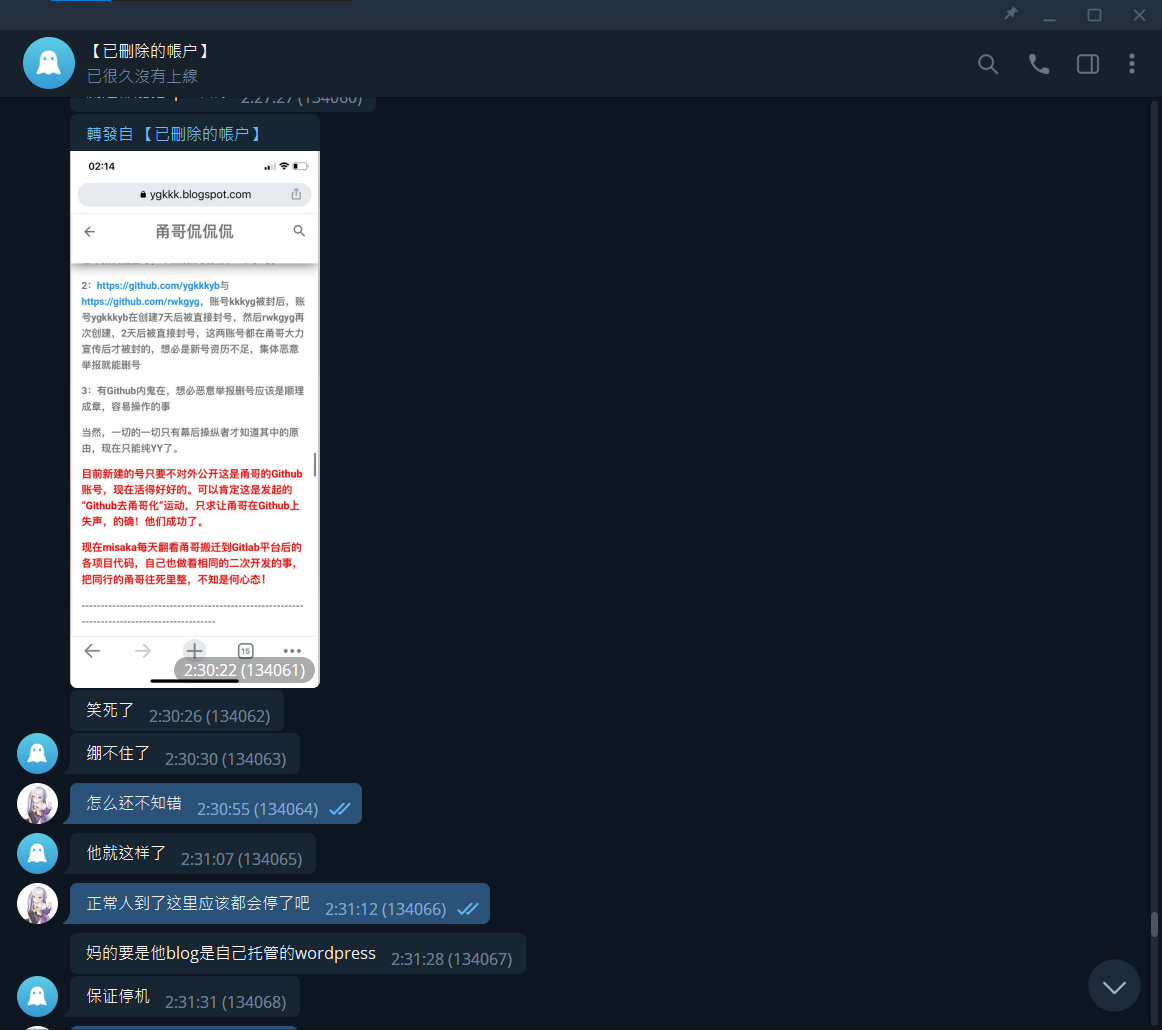 【已刪除的帳户】
已很久沒有上線
2:27:27 (134060)
轉發自 【已刪除的帳户】
02:14
ygkkk.blogspot.com
甬哥侃侃侃
2：https://github.com/ygkkkyb与
https://github.com/rwkgyg，账号kkkyg被封后，账
号ygkkkyb在创建7天后被直接封号，然后rwkgyg再
次创建，2天后被直接封号，这两账号都在甬哥大力
宣传后才被封的，想必是新号资历不足，集体恶意
举报就能删号
3：有Github内鬼在，想必恶意举报删号应该是顺理
成章，容易操作的事
当然，一切的一切只有幕后操纵者才知道其中的原
由，现在只能纯YY了。
目前新建的号只要不对外公开这是甬哥的Github
账号，现在活得好好的。可以肯定这是发起的
“Github去甬哥化”运动，只求让甬哥在Github上
失声，的确！他们成功了。
现在misaka每天翻看甬哥搬迁到Gitlab平台后的
各项目代码，自己也做着相同的二次开发的事，
把同行的甬哥往死里整，不知是何心态！
--------------------------------------------------------
----------------------------------
15
2:30:22 (134061)
笑死了 2:30:26 (134062)
绷不住了 2:30:30 (134063)
怎么还不知错 2:30:55 (134064)
他就这样了 2:31:07 (134065)
正常人到了这里应该都会停了吧 2:31:12 (134066)
妈的要是他blog是自己托管的wordpress 2:31:28 (134067)
保证停机 2:31:31 (134068)